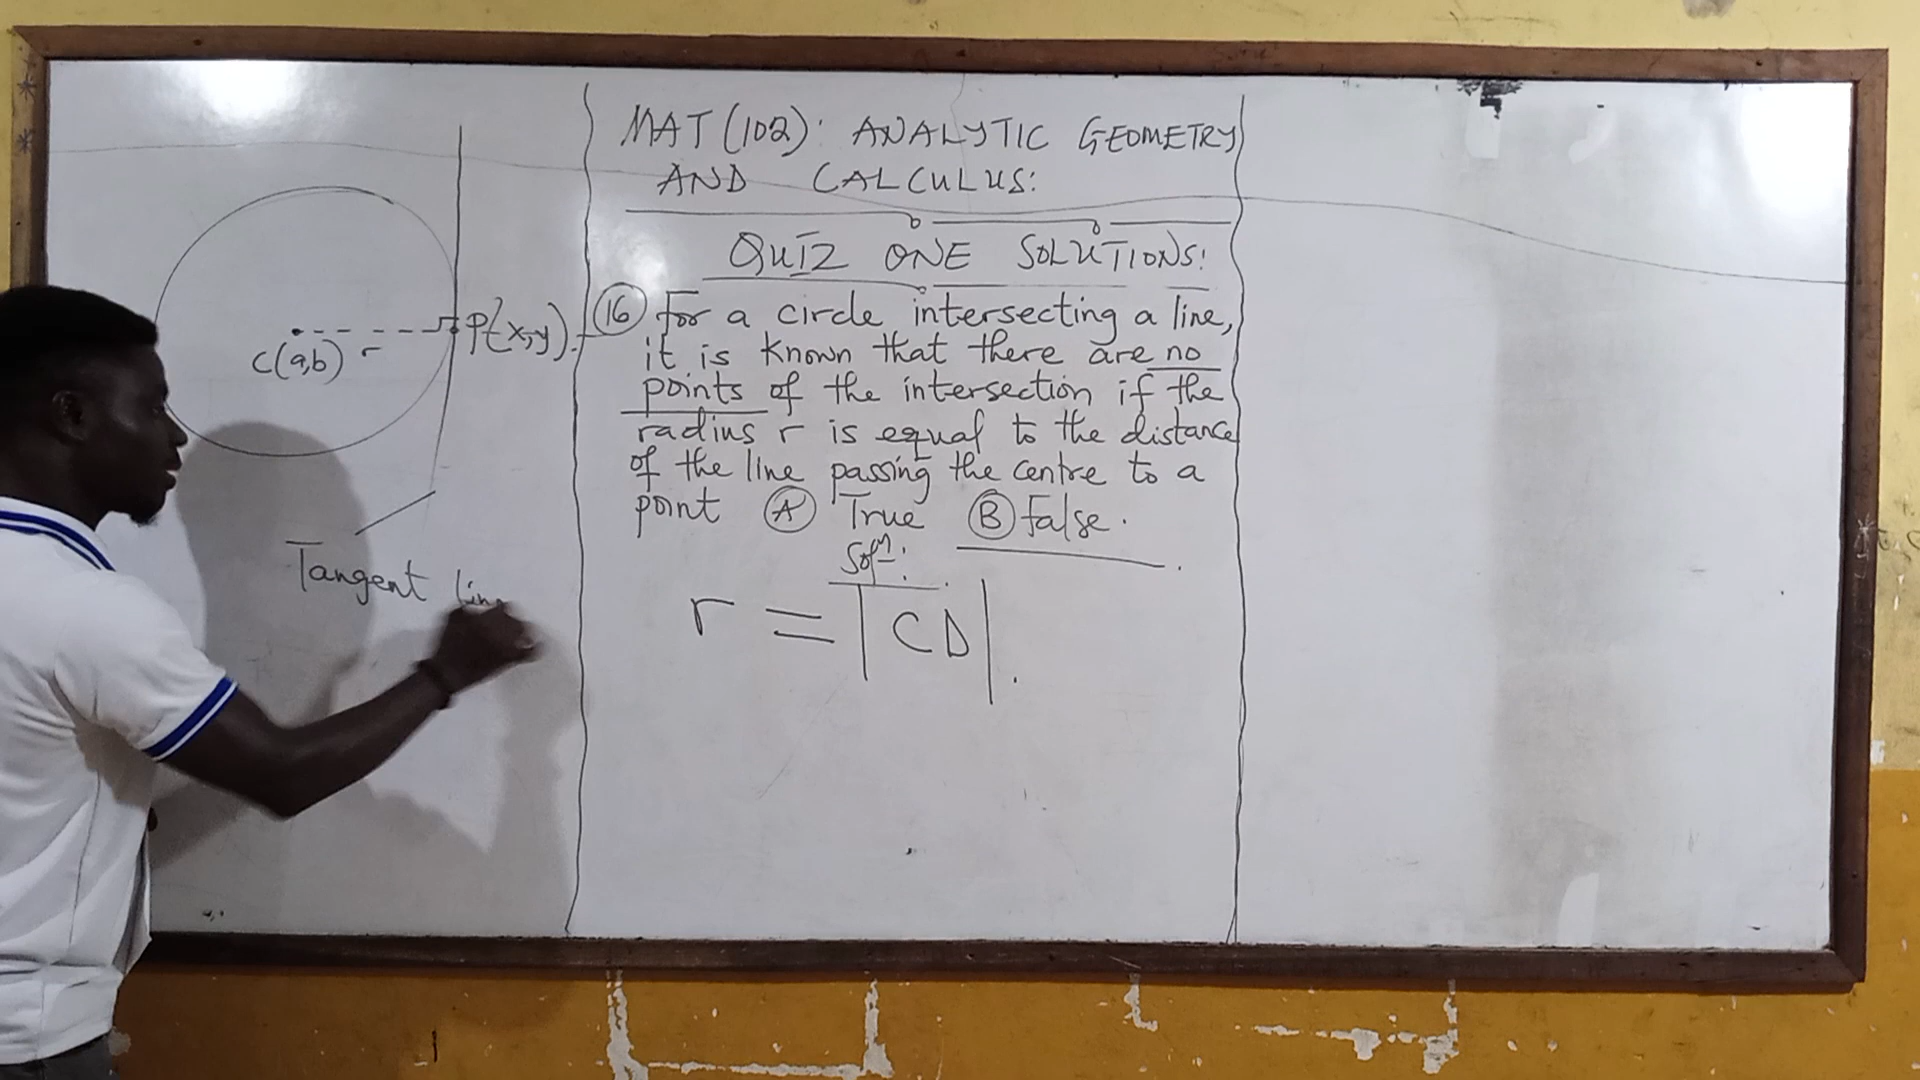 C(a,b)
r
P(x,y).
Tangent line
MAT(102): ANALYTIC GEOMETRY
AND CALCULUS:
QUIZ ONE SOLUTIONS:
16 For a circle intersecting a line,
it is known that there are no
points of the intersection if the
radius r is equal to the distance
of the line passing the centre to a
point A True B False.
Solⁿ:
r = |CD|.